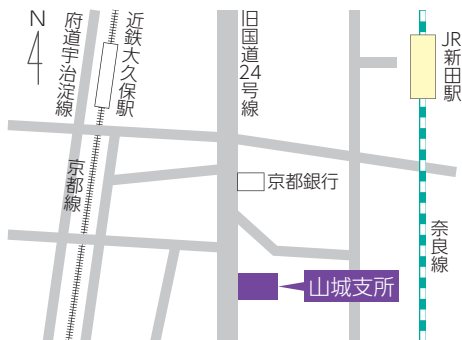 N
府道宇治淀線
近鉄大久保駅
旧国道24号線
JR新田駅
京都線
京都銀行
奈良線
山城支所